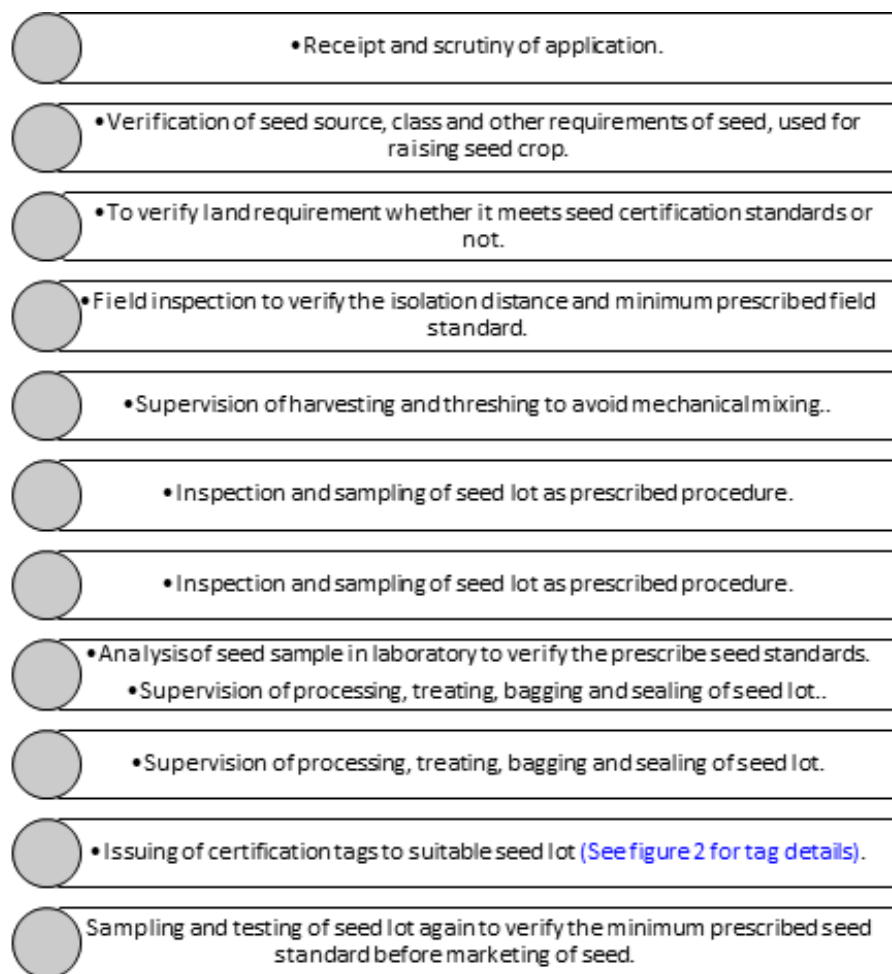 •Receipt and scrutiny of application.
•Verification of seed source, class and other requirements of seed, used for
raising seed crop.
•To verify land requirement whether it meets seed certification standards or
not.
•Field inspection to verify the isolation distance and minimum prescribed field
standard.
•Supervision of harvesting and threshing to avoid mechanical mixing..
•Inspection and sampling of seed lot as prescribed procedure.
•Inspection and sampling of seed lot as prescribed procedure.
•Analysis of seed sample in laboratory to verify the prescribe seed standards.
•Supervision of processing, treating, bagging and sealing of seed lot..
•Supervision of processing, treating, bagging and sealing of seed lot.
•Issuing of certification tags to suitable seed lot (See figure 2 for tag details).
Sampling and testing of seed lot again to verify the minimum prescribed seed
standard before marketing of seed.